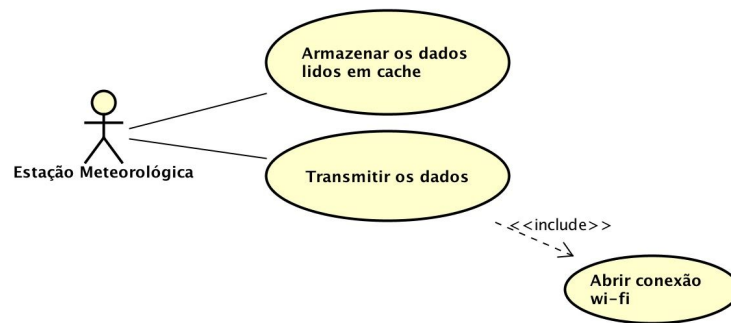 Armazenar os dados
lidos em cache
Estação Meteorológica
Transmitir os dados
<<include>>
Abrir conexão
wi-fi